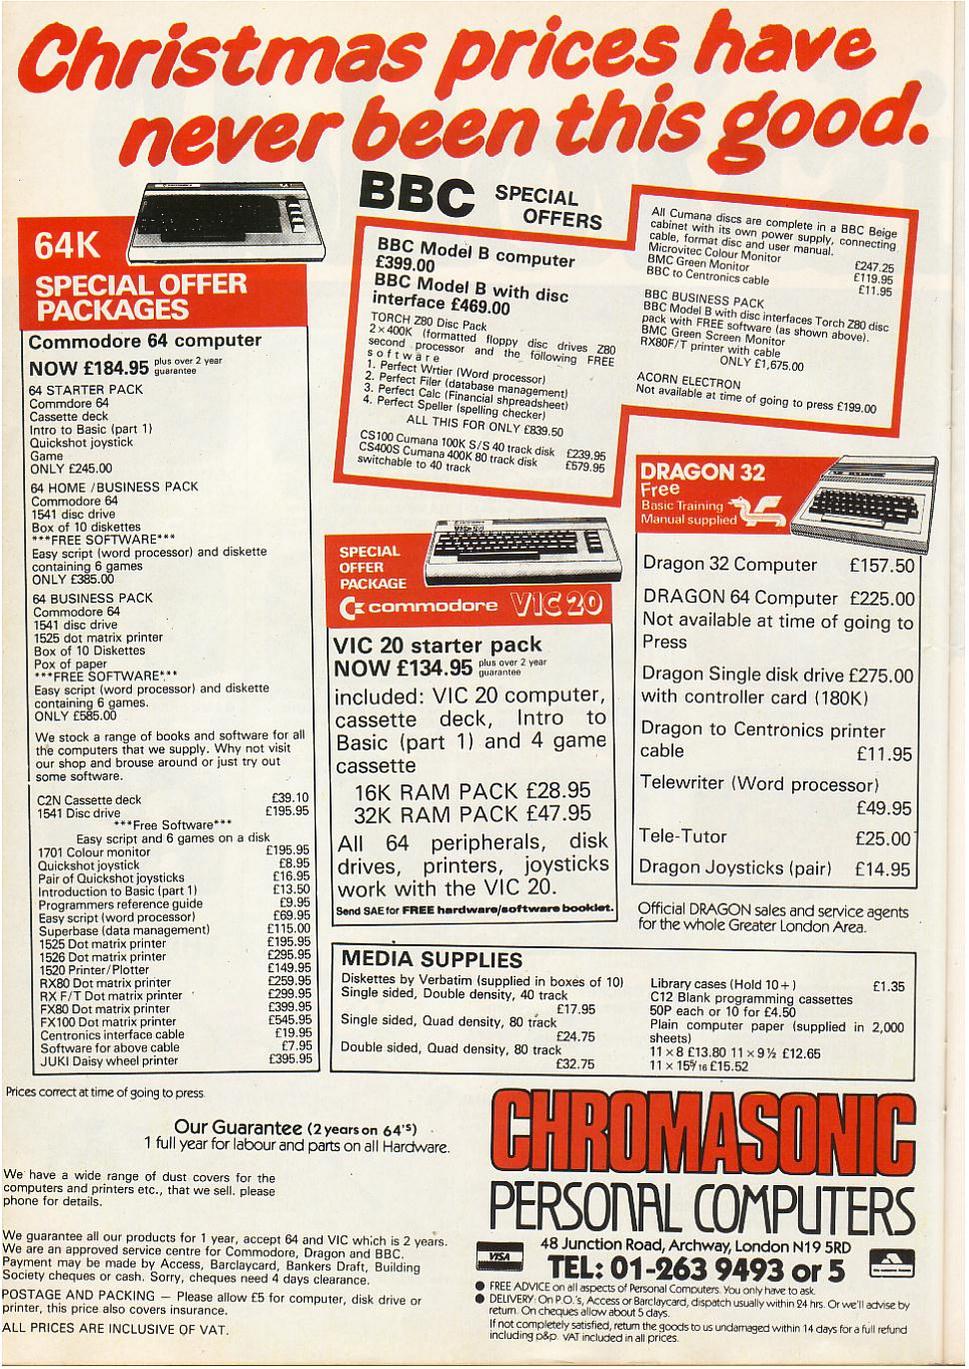 Christmas prices have
never been this good.
64K
SPECIAL OFFER
PACKAGES
Commodore 64 computer
NOW £184.95 plus over 2 year
guarantee
64 STARTER PACK
Commodore 64
Cassette deck
Intro to Basic (part 1)
Quickshot joystick
Game
ONLY £245.00
64 HOME /BUSINESS PACK
Commodore 64
1541 disc drive
Box of 10 diskettes
***FREE SOFTWARE***
Easy script (word processor) and diskette
containing 6 games
ONLY £385.00
64 BUSINESS PACK
Commodore 64
1541 disc drive
1525 dot matrix printer
Box of 10 Diskettes
Pox of paper
***FREE SOFTWARE***
Easy script (word processor) and diskette
containing 6 games.
ONLY £585.00
We stock a range of books and software for all
the computers that we supply. Why not visit
our shop and brouse around or just try out
some software.
C2N Cassette deck £39.10
1541 Disc drive £195.95
***Free Software***
Easy script and 6 games on a disk
1701 Colour monitor £195.95
Quickshot joystick £8.95
Pair of Quickshot joysticks £16.95
Introduction to Basic (part 1) £13.50
Programmers reference guide £9.95
Easy script (word processor) £69.95
Superbase (data management) £115.00
1525 Dot matrix printer £195.95
1526 Dot matrix printer £295.95
1520 Printer/Plotter £149.95
RX80 Dot matrix printer £259.95
RX F/T Dot matrix printer £299.95
FX80 Dot matrix printer £399.95
FX100 Dot matrix printer £545.95
Centronics interface cable £19.95
Software for above cable £7.95
JUKI Daisy wheel printer £395.95
BBC SPECIAL
OFFERS
BBC Model B computer
£399.00
BBC Model B with disc
interface £469.00
TORCH Z80 Disc Pack
2×400K (formatted floppy disc drives Z80
second processor and the following FREE
software
1. Perfect Wrtier (Word processor)
2. Perfect Filer (database management)
3. Perfect Calc (Financial shpreadsheet)
4. Perfect Speller (spelling checker)
ALL THIS FOR ONLY £839.50
CS100 Cumana 100K S/S 40 track disk £239.95
CS400S Cumana 400K 80 track disk £579.95
switchable to 40 track
All Cumana discs are complete in a BBC Beige
cabinet with its own power supply, connecting
cable, format disc and user manual.
Microvitec Colour Monitor £247.25
BMC Green Monitor £119.95
BBC to Centronics cable £11.95
BBC BUSINESS PACK
BBC Model B with disc interfaces Torch Z80 disc
pack with FREE software (as shown above).
BMC Green Screen Monitor
RX80F/T printer with cable
ONLY £1,675.00
ACORN ELECTRON
Not available at time of going to press £199.00
SPECIAL
OFFER
PACKAGE
commodore VIC 20
VIC 20 starter pack
NOW £134.95 plus over 2 year
guarantee
included: VIC 20 computer,
cassette deck, Intro to
Basic (part 1) and 4 game
cassette
16K RAM PACK £28.95
32K RAM PACK £47.95
All 64 peripherals, disk
drives, printers, joysticks
work with the VIC 20.
Send SAE for FREE hardware/software booklet.
DRAGON 32
Free
Basic Training
Manual supplied
Dragon 32 Computer £157.50
DRAGON 64 Computer £225.00
Not available at time of going to
Press
Dragon Single disk drive £275.00
with controller card (180K)
Dragon to Centronics printer
cable £11.95
Telewriter (Word processor)
£49.95
Tele-Tutor £25.00
Dragon Joysticks (pair) £14.95
Official DRAGON sales and service agents
for the whole Greater London Area.
MEDIA SUPPLIES
Diskettes by Verbatim (supplied in boxes of 10)
Single sided, Double density, 40 track
£17.95
Single sided, Quad density, 80 track
£24.75
Double sided, Quad density, 80 track
£32.75
Library cases (Hold 10+) £1.35
C12 Blank programming cassettes
50P each or 10 for £4.50
Plain computer paper (supplied in 2,000
sheets)
11 × 8 £13.80 11 × 9½ £12.65
11 × 15 5/16 £15.52
Prices correct at time of going to press
Our Guarantee (2 years on 64's)
1 full year for labour and parts on all Hardware.
We have a wide range of dust covers for the
computers and printers etc., that we sell. please
phone for details.
We guarantee all our products for 1 year, accept 64 and VIC which is 2 years.
We are an approved service centre for Commodore, Dragon and BBC.
Payment may be made by Access, Barclaycard, Bankers Draft, Building
Society cheques or cash. Sorry, cheques need 4 days clearance.
POSTAGE AND PACKING — Please allow £5 for computer, disk drive or
printer, this price also covers insurance.
ALL PRICES ARE INCLUSIVE OF VAT.
CHROMASONIC
PERSONAL COMPUTERS
48 Junction Road, Archway, London N19 5RD
VISA
TEL: 01-263 9493 or 5
● FREE ADVICE on all aspects of Personal Computers. You only have to ask.
● DELIVERY: On P.O.'s, Access or Barclaycard, dispatch usually within 24 hrs. Or we'll advise by
return. On cheques allow about 5 days.
If not completely satisfied, return the goods to us undamaged within 14 days for a full refund
including p&p. VAT included in all prices.